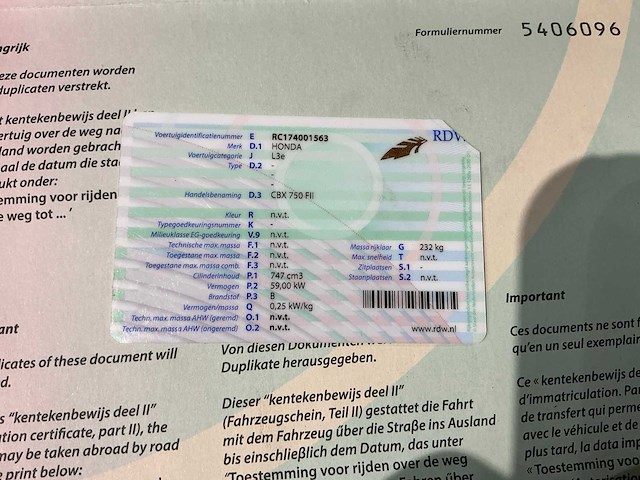 Formuliernummer 5406096
ngrijk
eze documenten worden
duplicaten verstrekt.
t kentekenbewijs deel II
ertuig over de weg na
land worden gebrach
aal de datum die sta
ukt onder:
emming voor rijden
e weg tot ... ’
RDW
Voertuigidentificatienummer E RC174001563
Merk D.1 HONDA
Voertuigcategorie J L3e
Type D.2 -
-
Handelsbenaming D.3 CBX 750 FII
Kleur R n.v.t.
Typegoedkeuringsnummer K -
Milieuklasse EG-goedkeuring V.9 n.v.t.
Technische max. massa F.1 n.v.t.
Toegestane max. massa F.2 n.v.t.
Toegestane max. massa comb. F.3 n.v.t.
Cilinderinhoud P.1 747 cm3
Vermogen P.2 59,00 kW
Brandstof P.3 B
Vermogen/massa Q 0,25 kW/kg
Techn. max. massa AHW (geremd) O.1 n.v.t.
Techn. max. massa AHW (ongeremd) O.2 n.v.t.
Massa rijklaar G 232 kg
Max. snelheid T n.v.t.
Zitplaatsen S.1 -
Staanplaatsen S.2 n.v.t.
www.rdw.nl
ant
licates of these document will
d.
s “kentekenbewijs deel II”
ation certificate, part II), the
may be taken abroad by road
e print below:
Von diesen Dokumenten
Duplikate herausgegeben.
Dieser “kentekenbewijs deel II”
(Fahrzeugschein, Teil II) gestattet die Fahrt
mit dem Fahrzeug über die Straße ins Ausland
bis einschließlich dem Datum, das unter
“Toestemming voor rijden over de weg
Important
Ces documents ne sont f
qu’en un seul exemplair
Ce « kentekenbewijs de
d’immatriculation. Pa
de transfert qui perme
avec le véhicule et de
plus tard, la data imp
« Toestemming voor